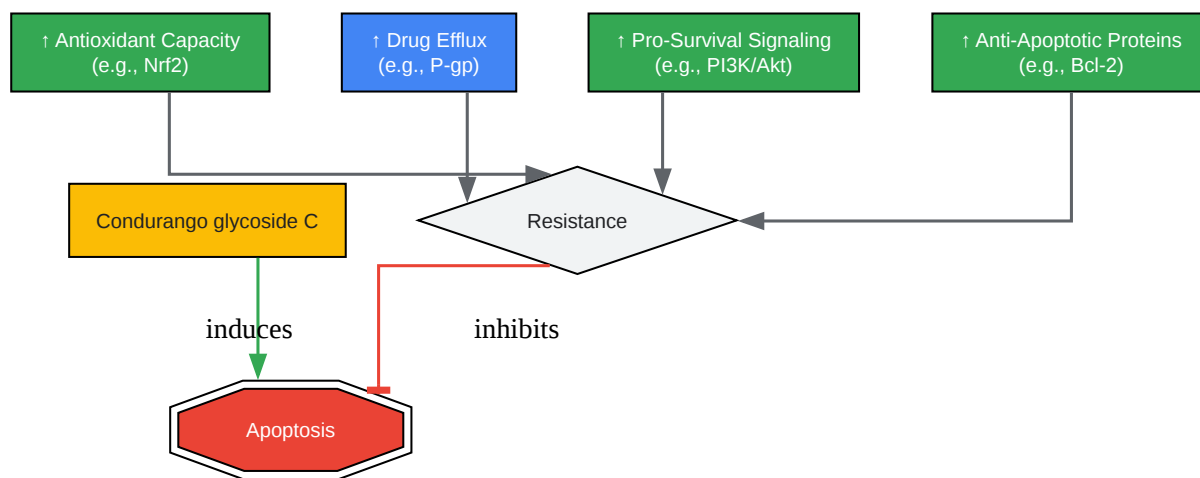 ↑ Antioxidant Capacity
(e.g., Nrf2)
↑ Drug Efflux
(e.g., P-gp)
↑ Pro-Survival Signaling
(e.g., PI3K/Akt)
↑ Anti-Apoptotic Proteins
(e.g., Bcl-2)
Condurango glycoside C
Resistance
induces
inhibits
Apoptosis